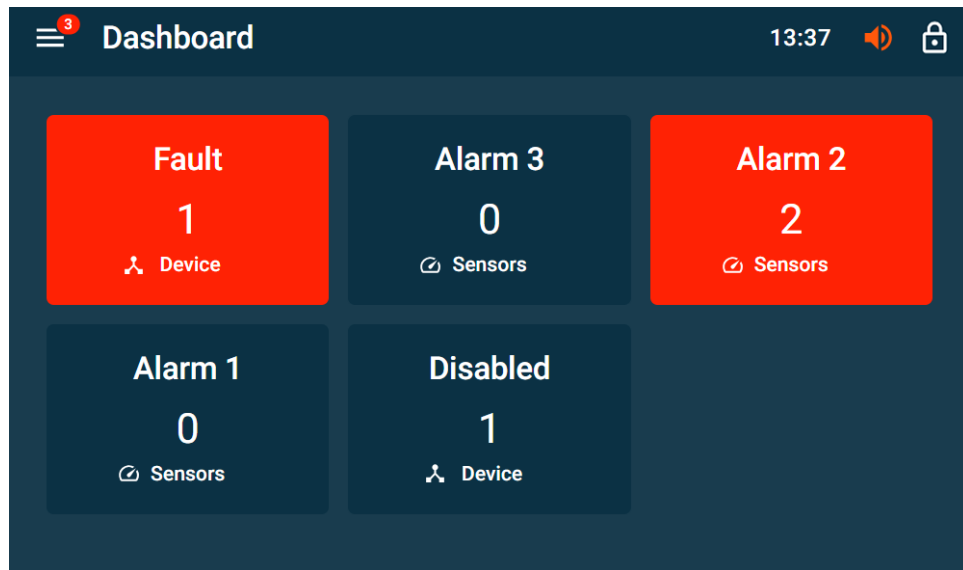 3
Dashboard
13:37
Fault
1
Device
Alarm 3
0
Sensors
Alarm 2
2
Sensors
Alarm 1
0
Sensors
Disabled
1
Device